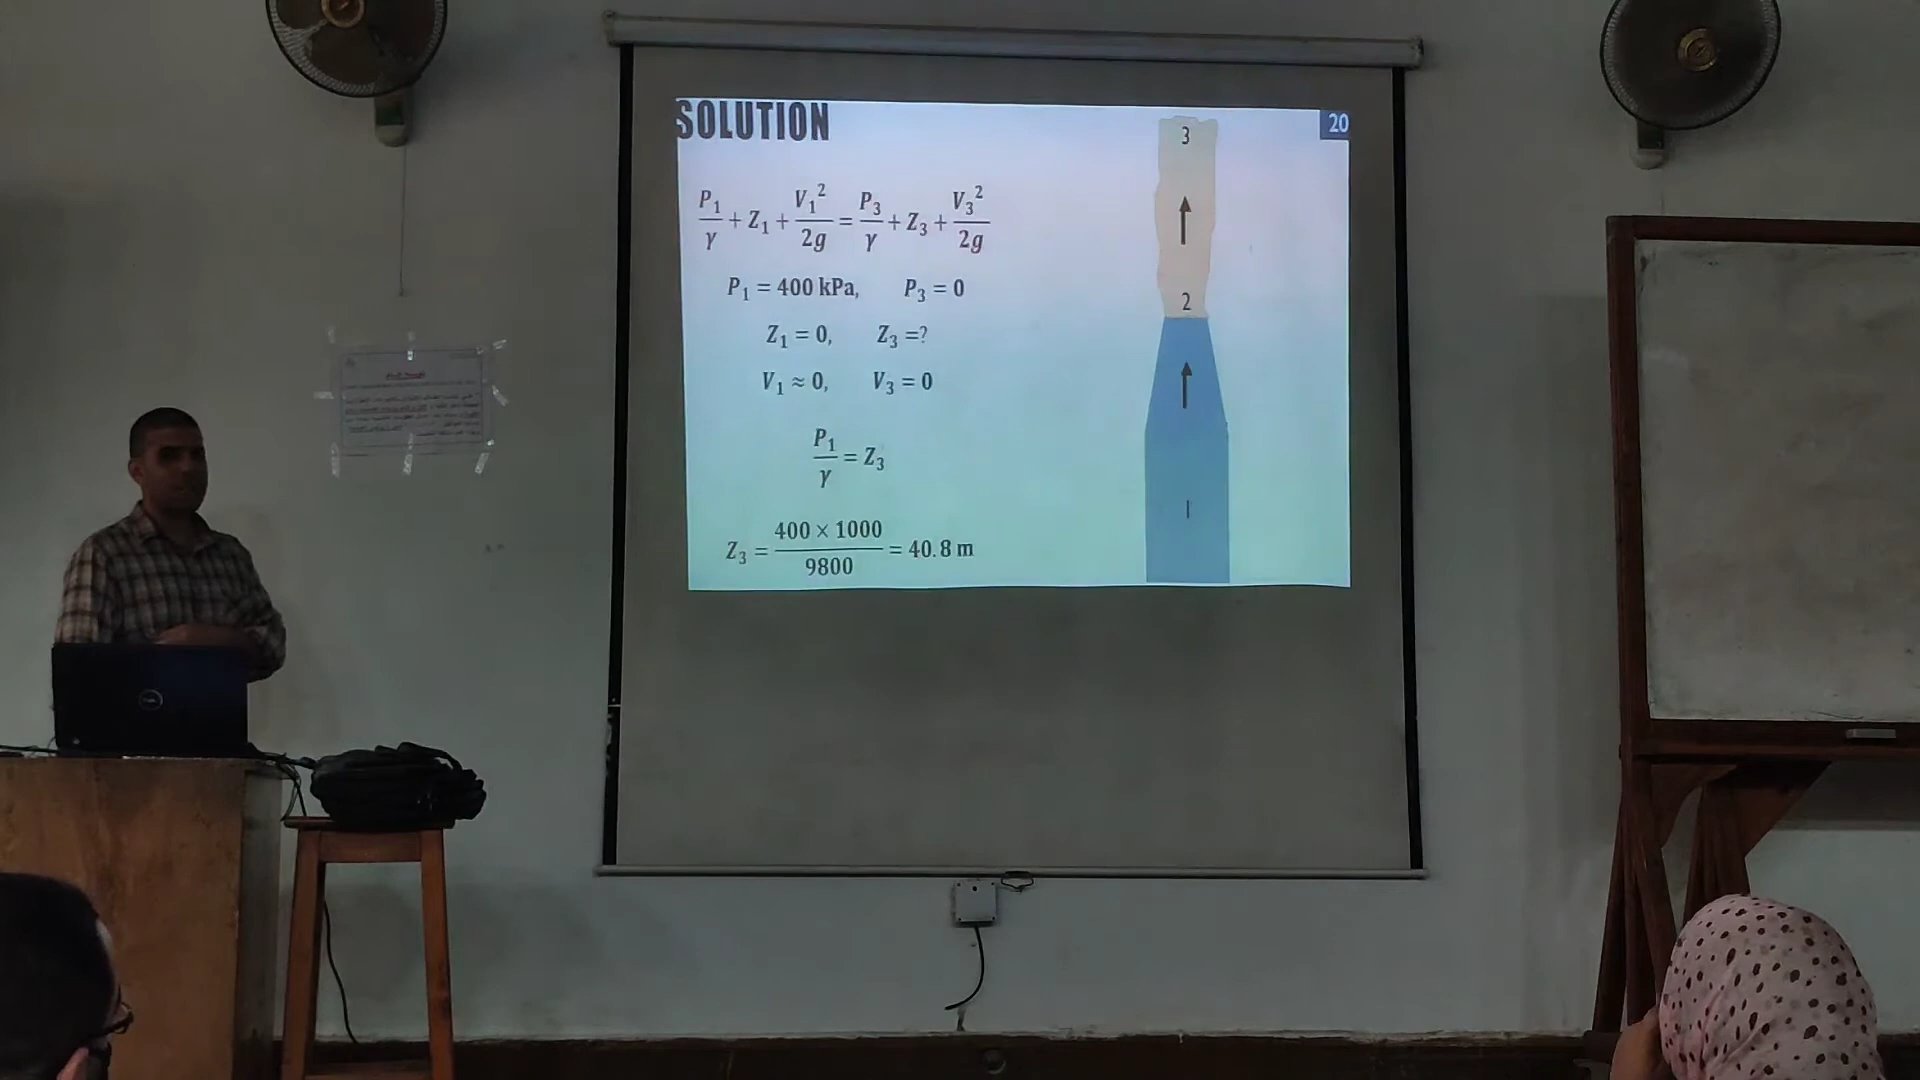 SOLUTION
20
P₁/γ + Z₁ + V₁²/2g = P₃/γ + Z₃ + V₃²/2g
P₁ = 400 kPa, P₃ = 0
Z₁ = 0, Z₃ =?
V₁ ≈ 0, V₃ = 0
P₁/γ = Z₃
Z₃ = 400 × 1000/9800 = 40.8 m
3
2
1